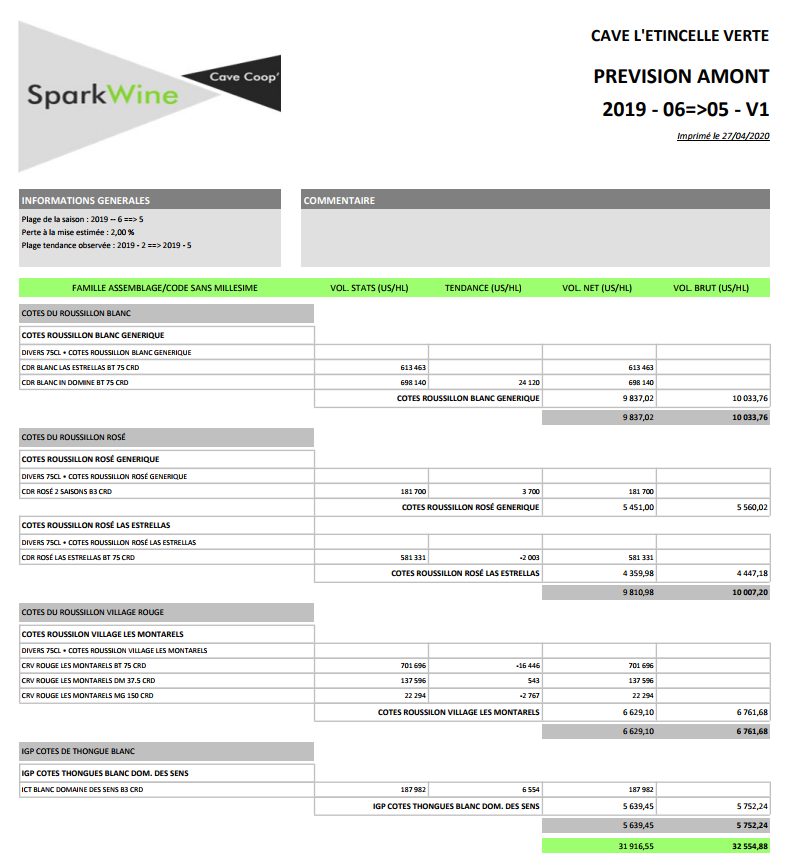 CAVE L'ETINCELLE VERTE
Cave Coop'
SparkWine
PREVISION AMONT
2019 - 06=>05 - V1
Imprimé le 27/04/2020
INFORMATIONS GENERALES
Plage de la saison : 2019 -- 6 ==> 5
Perte à la mise estimée : 2,00 %
Plage tendance observée : 2019 - 2 ==> 2019 - 5
COMMENTAIRE
FAMILLE ASSEMBLAGE/CODE SANS MILLESIME VOL. STATS (US/HL) TENDANCE (US/HL) VOL. NET (US/HL) VOL. BRUT (US/HL)
COTES DU ROUSSILLON BLANC
COTES ROUSSILLON BLANC GENERIQUE
DIVERS 75CL • COTES ROUSSILLON BLANC GENERIQUE
CDR BLANC LAS ESTRELLAS BT 75 CRD 613 463 613 463
CDR BLANC IN DOMINE BT 75 CRD 698 140 24 120 698 140
COTES ROUSSILLON BLANC GENERIQUE 9 837,02 10 033,76
9 837,02 10 033,76
COTES DU ROUSSILLON ROSÉ
COTES ROUSSILLON ROSÉ GENERIQUE
DIVERS 75CL • COTES ROUSSILLON ROSÉ GENERIQUE
CDR ROSÉ 2 SAISONS B3 CRD 181 700 3 700 181 700
COTES ROUSSILLON ROSÉ GENERIQUE 5 451,00 5 560,02
COTES ROUSSILLON ROSÉ LAS ESTRELLAS
DIVERS 75CL • COTES ROUSSILLON ROSÉ LAS ESTRELLAS
CDR ROSÉ LAS ESTRELLAS BT 75 CRD 581 331 -2 003 581 331
COTES ROUSSILLON ROSÉ LAS ESTRELLAS 4 359,98 4 447,18
9 810,98 10 007,20
COTES DU ROUSSILLON VILLAGE ROUGE
COTES ROUSSILON VILLAGE LES MONTARELS
DIVERS 75CL • COTES ROUSSILON VILLAGE LES MONTARELS
CRV ROUGE LES MONTARELS BT 75 CRD 701 696 -16 446 701 696
CRV ROUGE LES MONTARELS DM 37.5 CRD 137 596 543 137 596
CRV ROUGE LES MONTARELS MG 150 CRD 22 294 -2 767 22 294
COTES ROUSSILON VILLAGE LES MONTARELS 6 629,10 6 761,68
6 629,10 6 761,68
IGP COTES DE THONGUE BLANC
IGP COTES THONGUES BLANC DOM. DES SENS
ICT BLANC DOMAINE DES SENS B3 CRD 187 982 6 554 187 982
IGP COTES THONGUES BLANC DOM. DES SENS 5 639,45 5 752,24
5 639,45 5 752,24
31 916,55 32 554,88